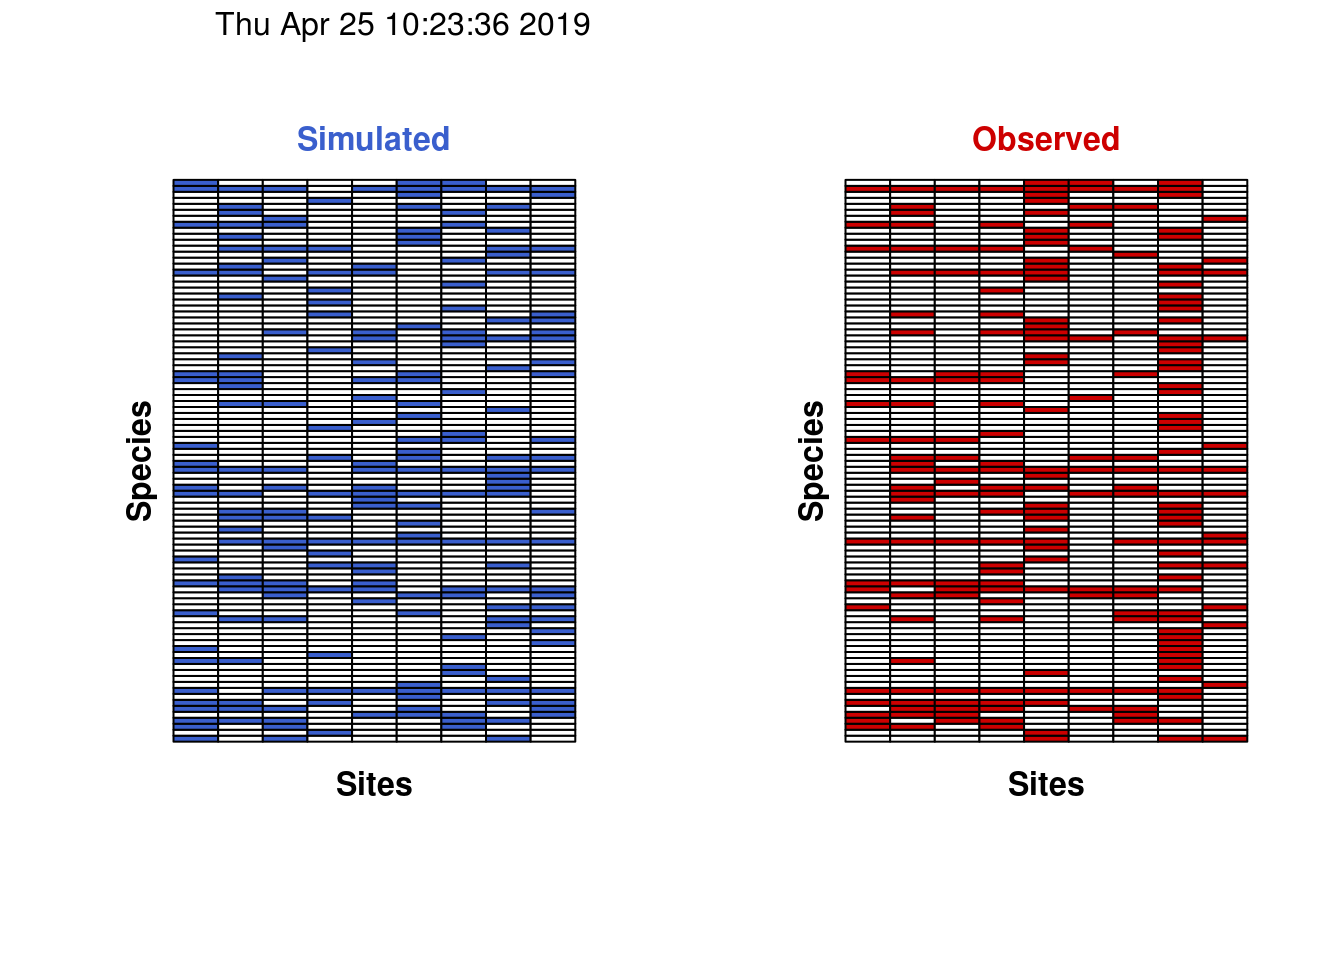 Thu Apr 25 10:23:36 2019
Simulated
Observed
Species
Species
Sites
Sites